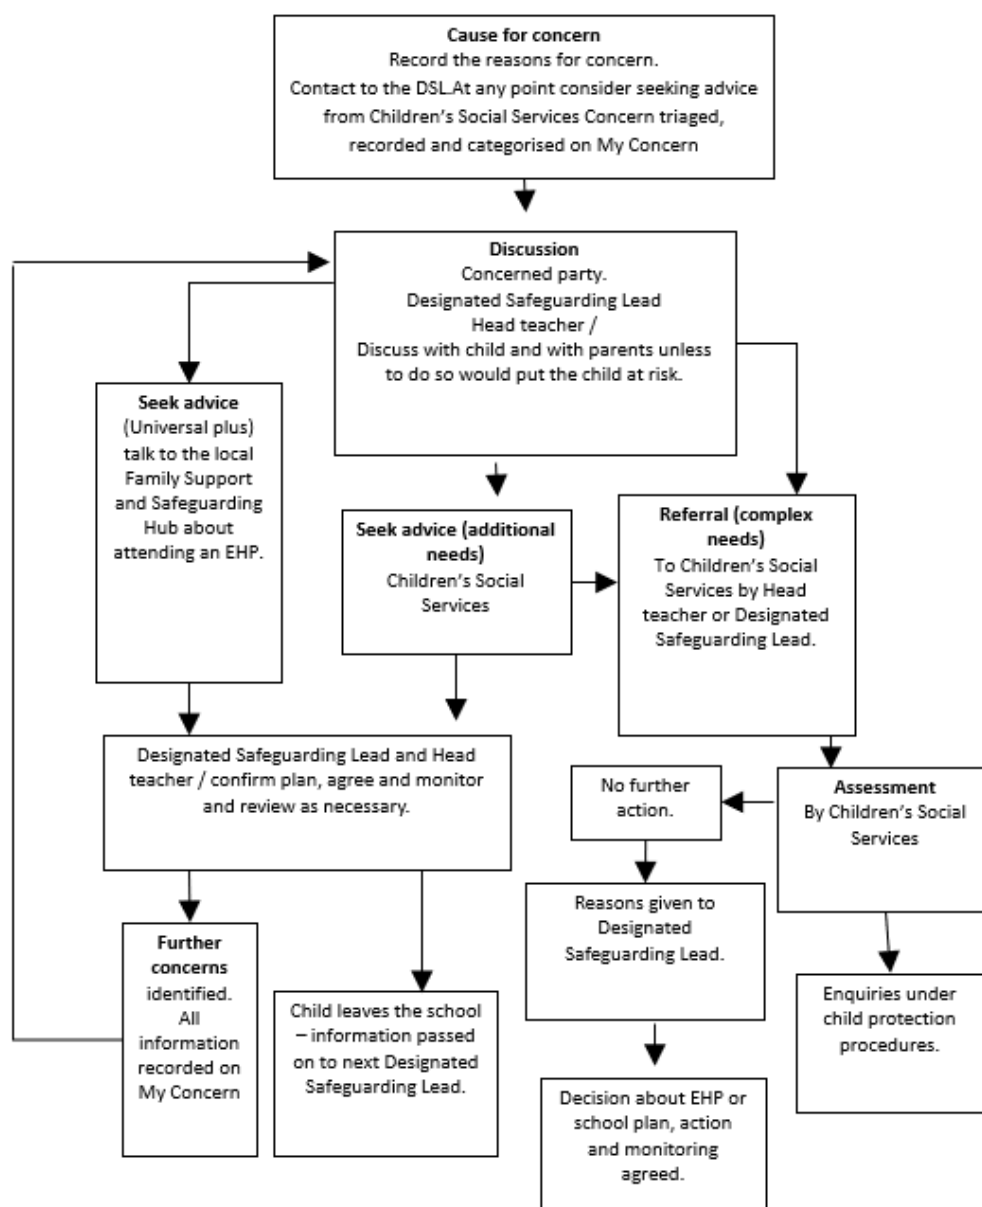 Cause for concern
Record the reasons for concern.
Contact to the DSL.At any point consider seeking advice
from Children's Social Services Concern triaged,
recorded and categorised on My Concern
Discussion
Concerned party.
Designated Safeguarding Lead
Head teacher /
Discuss with child and with parents unless
to do so would put the child at risk.
Seek advice
(Universal plus)
talk to the local
Family Support
and Safeguarding
Hub about
attending an EHP.
Seek advice (additional
needs)
Children's Social
Services
Referral (complex
needs)
To Children's Social
Services by Head
teacher or Designated
Safeguarding Lead.
Designated Safeguarding Lead and Head
teacher / confirm plan, agree and monitor
and review as necessary.
No further
action.
Assessment
By Children's Social
Services
Reasons given to
Designated
Safeguarding Lead.
Further
concerns
identified.
All
information
recorded on
My Concern
Child leaves the school
– information passed
on to next Designated
Safeguarding Lead.
Enquiries under
child protection
procedures.
Decision about EHP or
school plan, action
and monitoring
agreed.